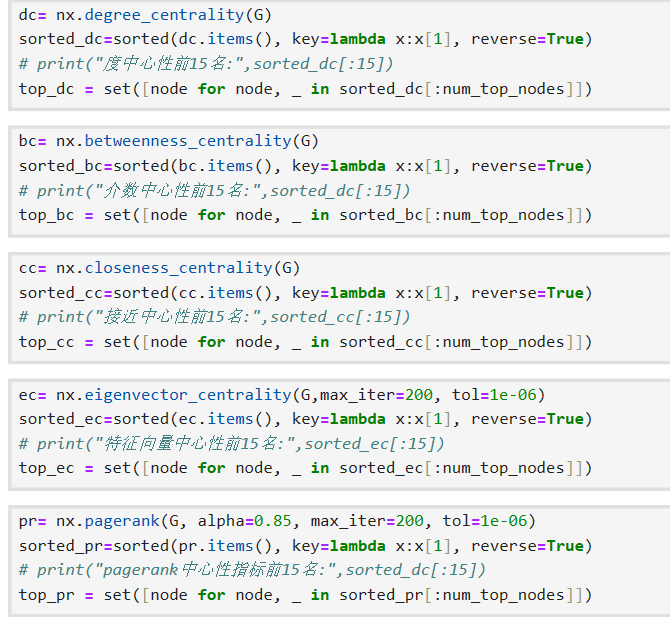 dc= nx.degree_centrality(G)
sorted_dc=sorted(dc.items(), key=lambda x:x[1], reverse=True)
# print("度中心性前15名:",sorted_dc[:15])
top_dc = set([node for node, _ in sorted_dc[:num_top_nodes]])
bc= nx.betweenness_centrality(G)
sorted_bc=sorted(bc.items(), key=lambda x:x[1], reverse=True)
# print("介数中心性前15名:",sorted_dc[:15])
top_bc = set([node for node, _ in sorted_bc[:num_top_nodes]])
cc= nx.closeness_centrality(G)
sorted_cc=sorted(cc.items(), key=lambda x:x[1], reverse=True)
# print("接近中心性前15名:",sorted_cc[:15])
top_cc = set([node for node, _ in sorted_cc[:num_top_nodes]])
ec= nx.eigenvector_centrality(G,max_iter=200, tol=1e-06)
sorted_ec=sorted(ec.items(), key=lambda x:x[1], reverse=True)
# print("特征向量中心性前15名:",sorted_ec[:15])
top_ec = set([node for node, _ in sorted_ec[:num_top_nodes]])
pr= nx.pagerank(G, alpha=0.85, max_iter=200, tol=1e-06)
sorted_pr=sorted(pr.items(), key=lambda x:x[1], reverse=True)
# print("pagerank中心性指标前15名:",sorted_dc[:15])
top_pr = set([node for node, _ in sorted_pr[:num_top_nodes]])